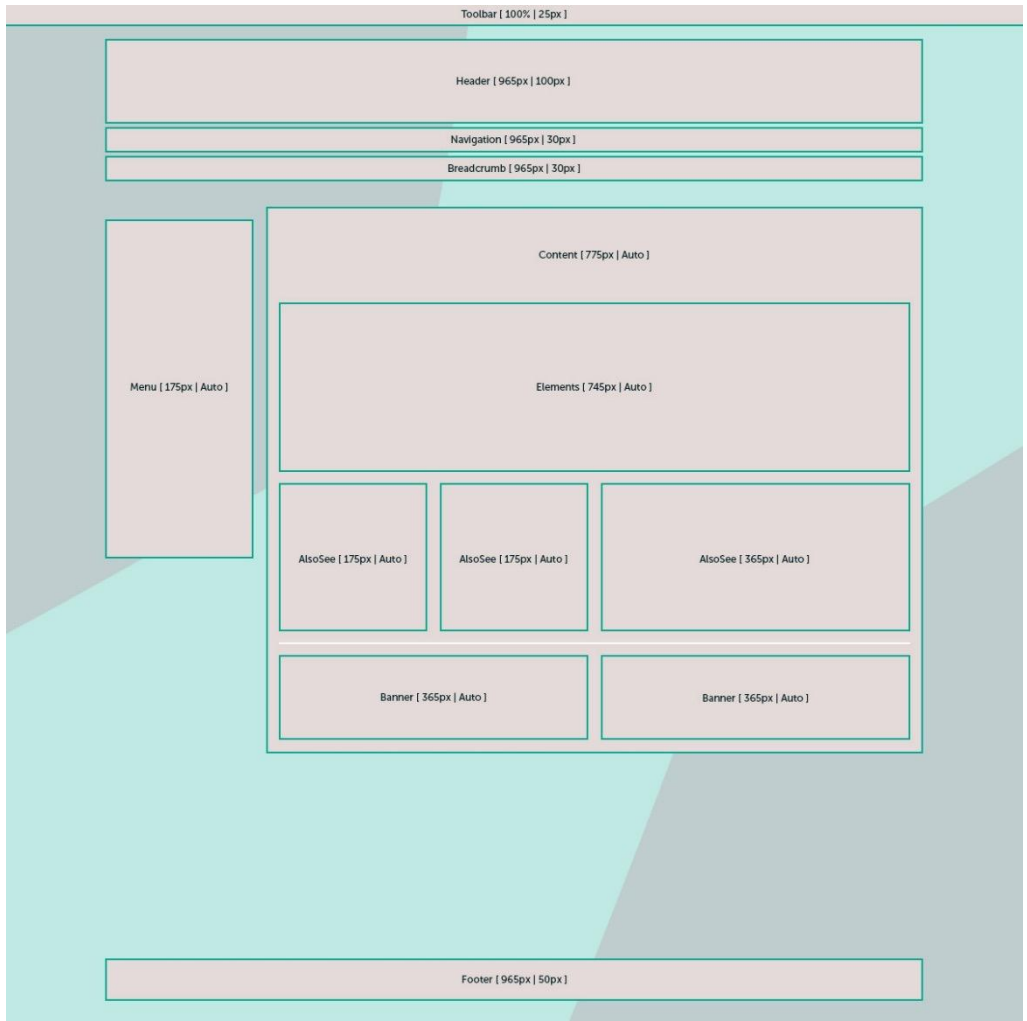 Toolbar [ 100% | 25px ]
Header [ 965px | 100px ]
Navigation [ 965px | 30px ]
Breadcrumb [ 965px | 30px ]
Content [ 775px | Auto ]
Menu [ 175px | Auto ]
Elements [ 745px | Auto ]
AlsoSee [ 175px | Auto ]
AlsoSee [ 175px | Auto ]
AlsoSee [ 365px | Auto ]
Banner [ 365px | Auto ]
Banner [ 365px | Auto ]
Footer [ 965px | 50px ]